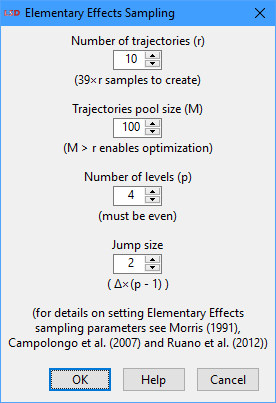 Elementary Effects Sampling
Number of trajectories (r)
10
(39×r samples to create)
Trajectories pool size (M)
100
(M > r enables optimization)
Number of levels (p)
4
(must be even)
Jump size
2
( Δ×(p - 1) )
(for details on setting Elementary Effects
sampling parameters see Morris (1991),
Campolongo et al. (2007) and Ruano et al. (2012))
OK Help Cancel